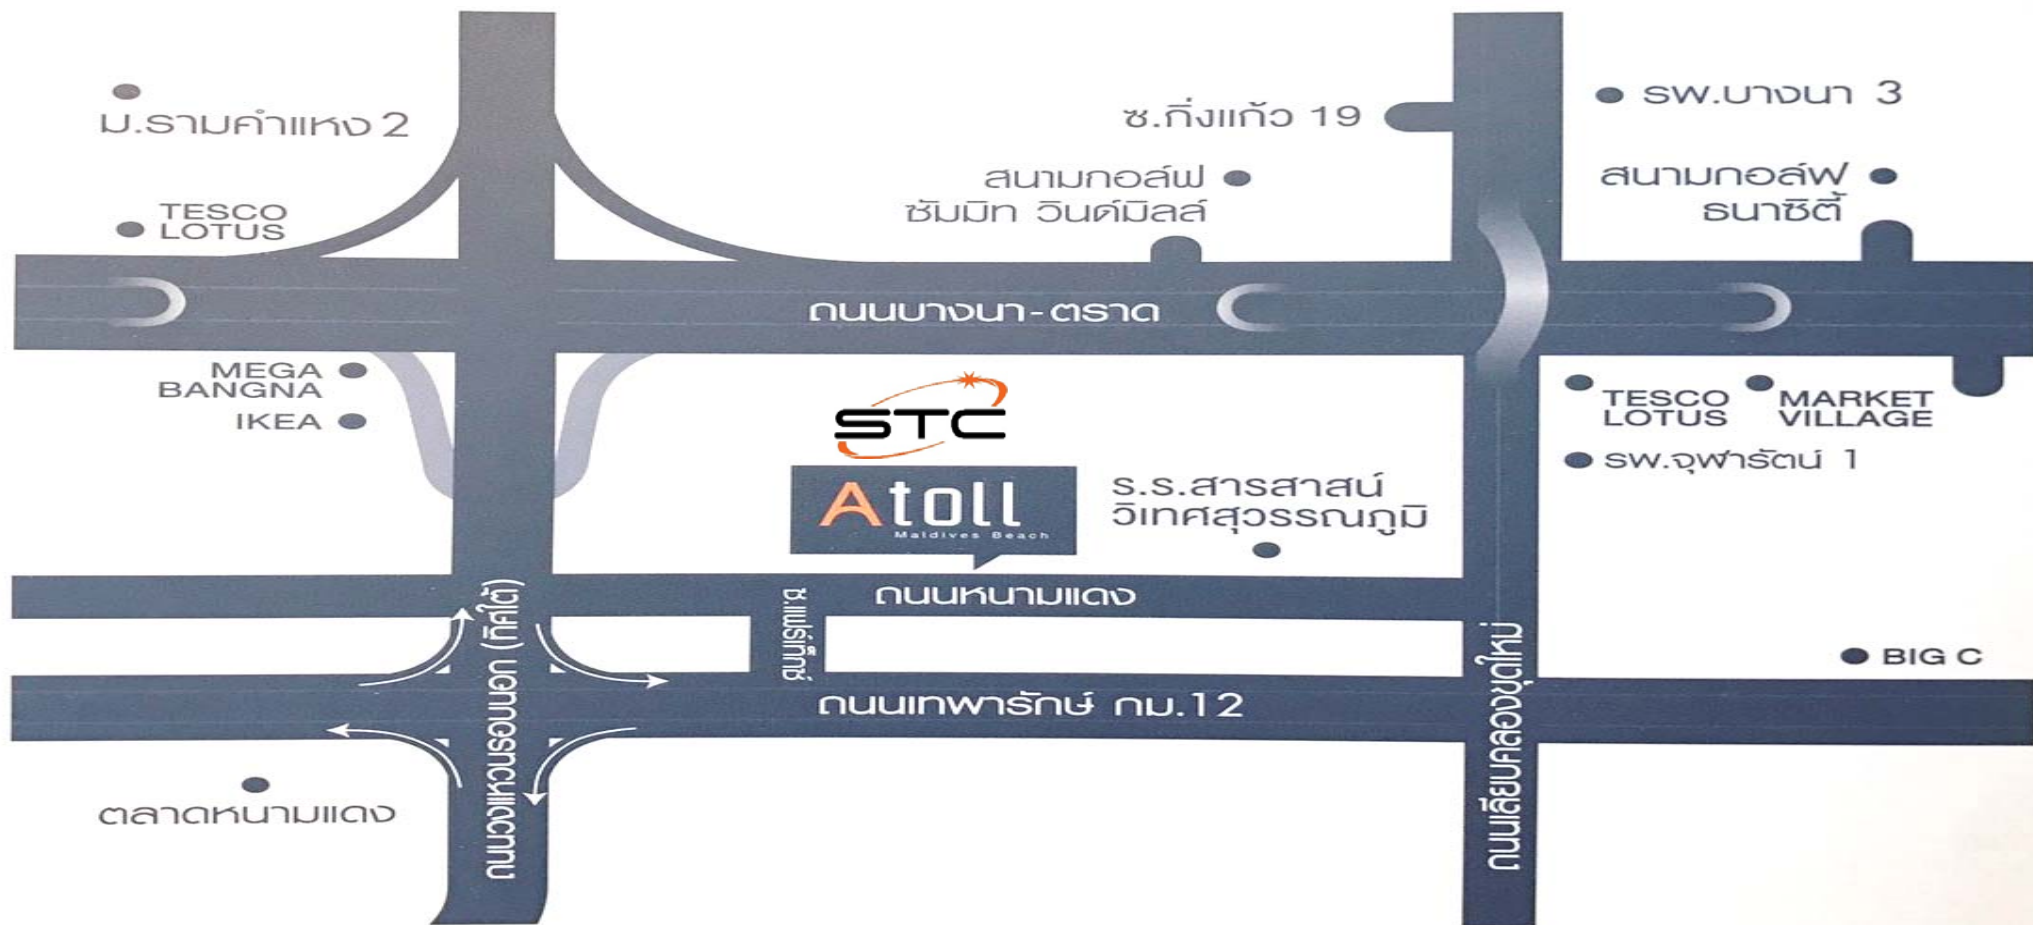 ม.รามคำแหง 2
ซ.กิ่งแก้ว 19
รพ.บางนา 3
สนามกอล์ฟ
ซัมมิท วินด์มิลล์
สนามกอล์ฟ
ธนาซิตี้
TESCO
LOTUS
ถนนบางนา-ตราด
MEGA
BANGNA
IKEA
STC
Atoll
Maldives Beach
ร.ร.สารสาสน์
วิเทศสุวรรณภูมิ
TESCO
LOTUS
MARKET
VILLAGE
รพ.จุฬารัตน์ 1
ถนนหนามแดง
ถนนวงแหวนรอบนอก (ทิศใต้)
ถนนเลียบคลองชุดใหม่
BIG C
ถนนเทพารักษ์ กม.12
ตลาดหนามแดง